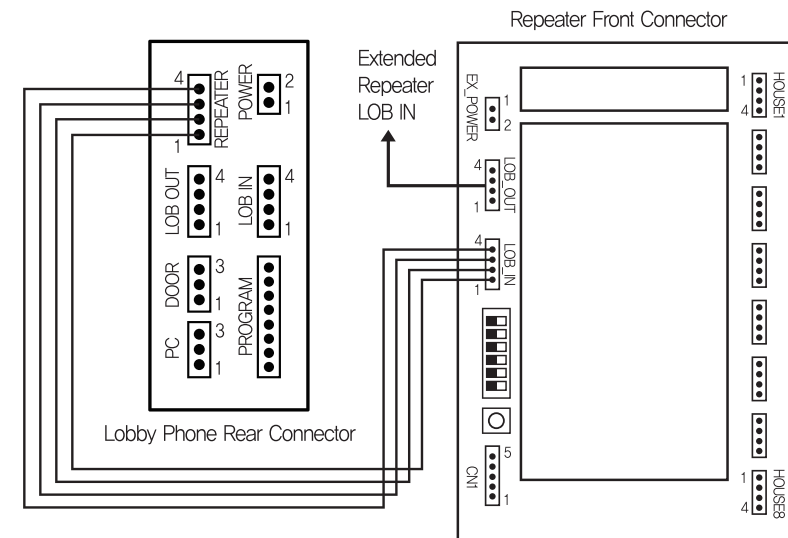 Repeater Front Connector
Extended
Repeater
LOB IN
4
1
REPEATER
POWER
2
1
LOB OUT
4
1
LOB IN
4
1
DOOR
3
1
PC
3
1
PROGRAM
Lobby Phone Rear Connector
EX_POWER
1
2
4
1
LOB_OUT
4
1
LOB_IN
CN1
5
1
1
4
HOUSE1
1
4
HOUSE8